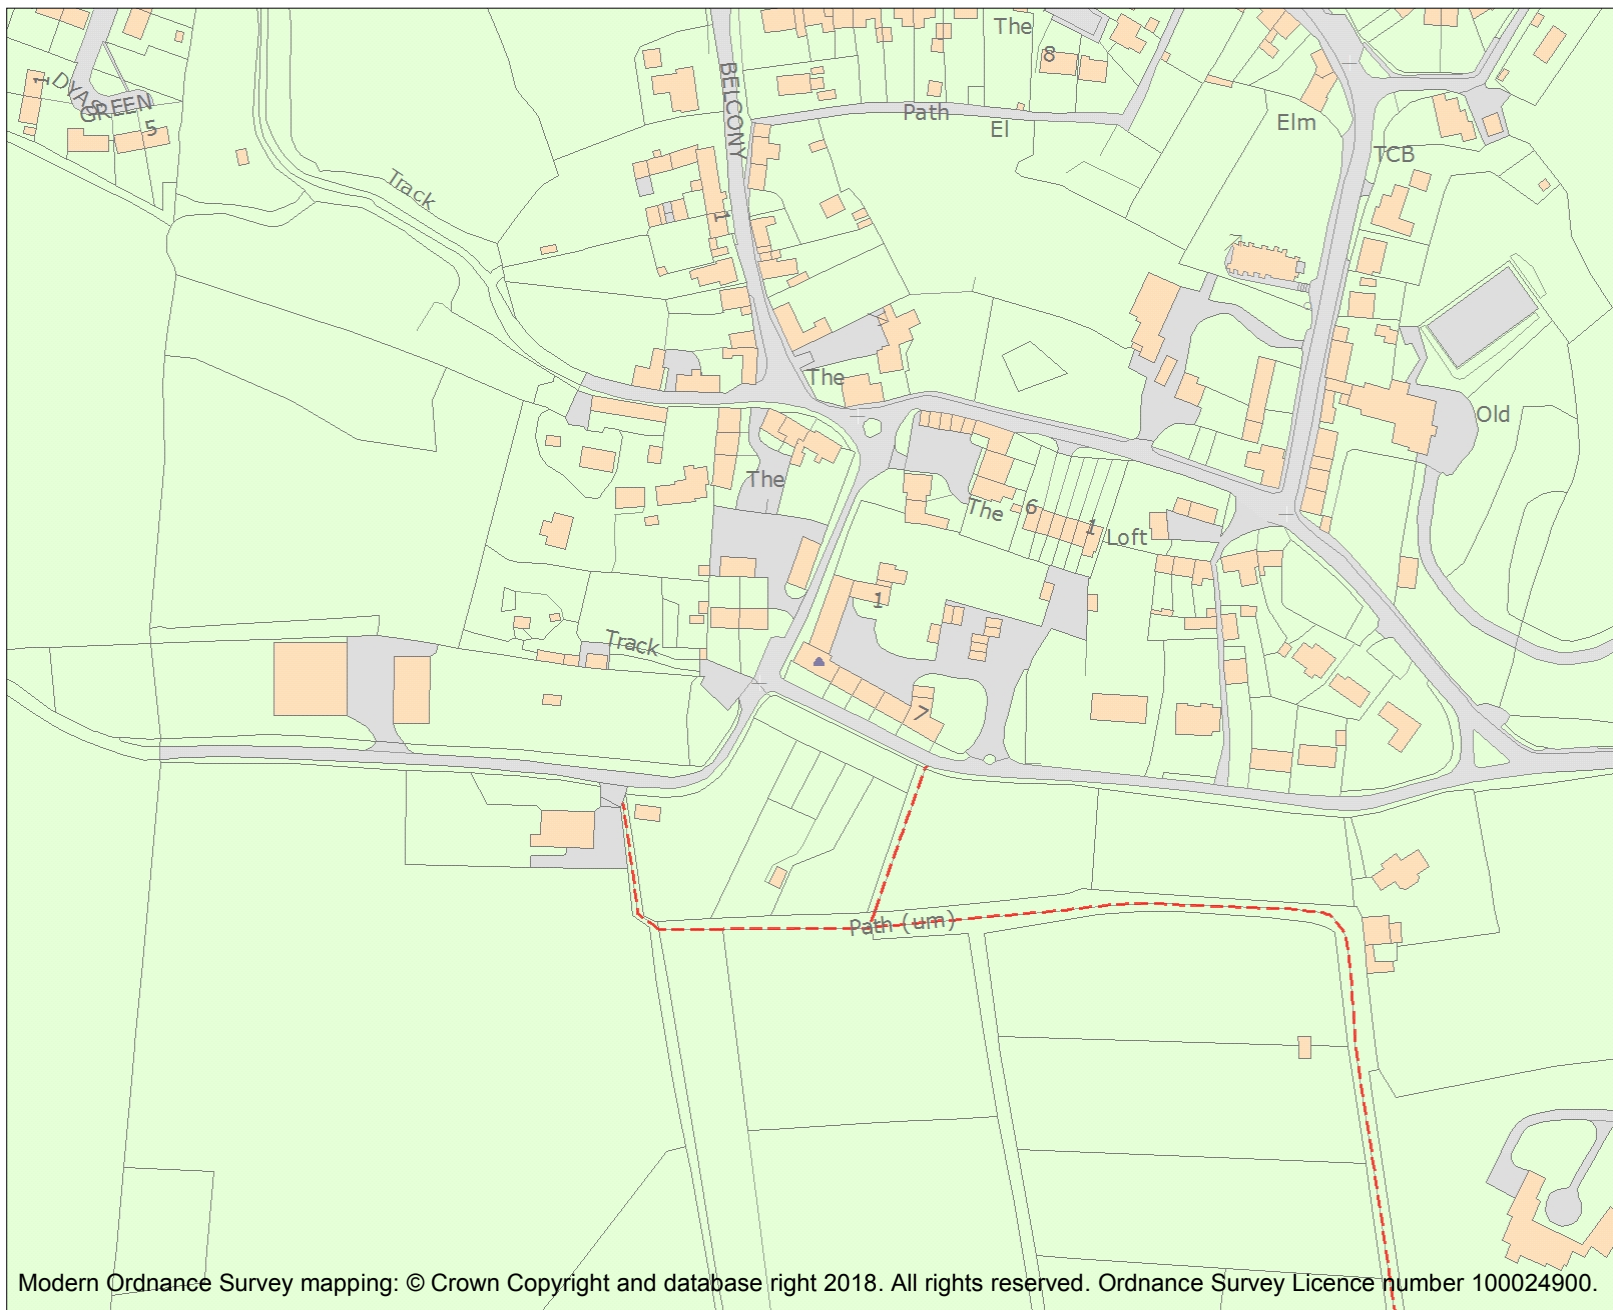 The
8
1
DYAS
GREEN
5
BELCONY
Path
El
Elm
TCB
Track
1
The
Old
The
The
6
1
Loft
1
Track
7
Path (um)
Modern Ordnance Survey mapping: © Crown Copyright and database right 2018. All rights reserved. Ordnance Survey Licence number 100024900.